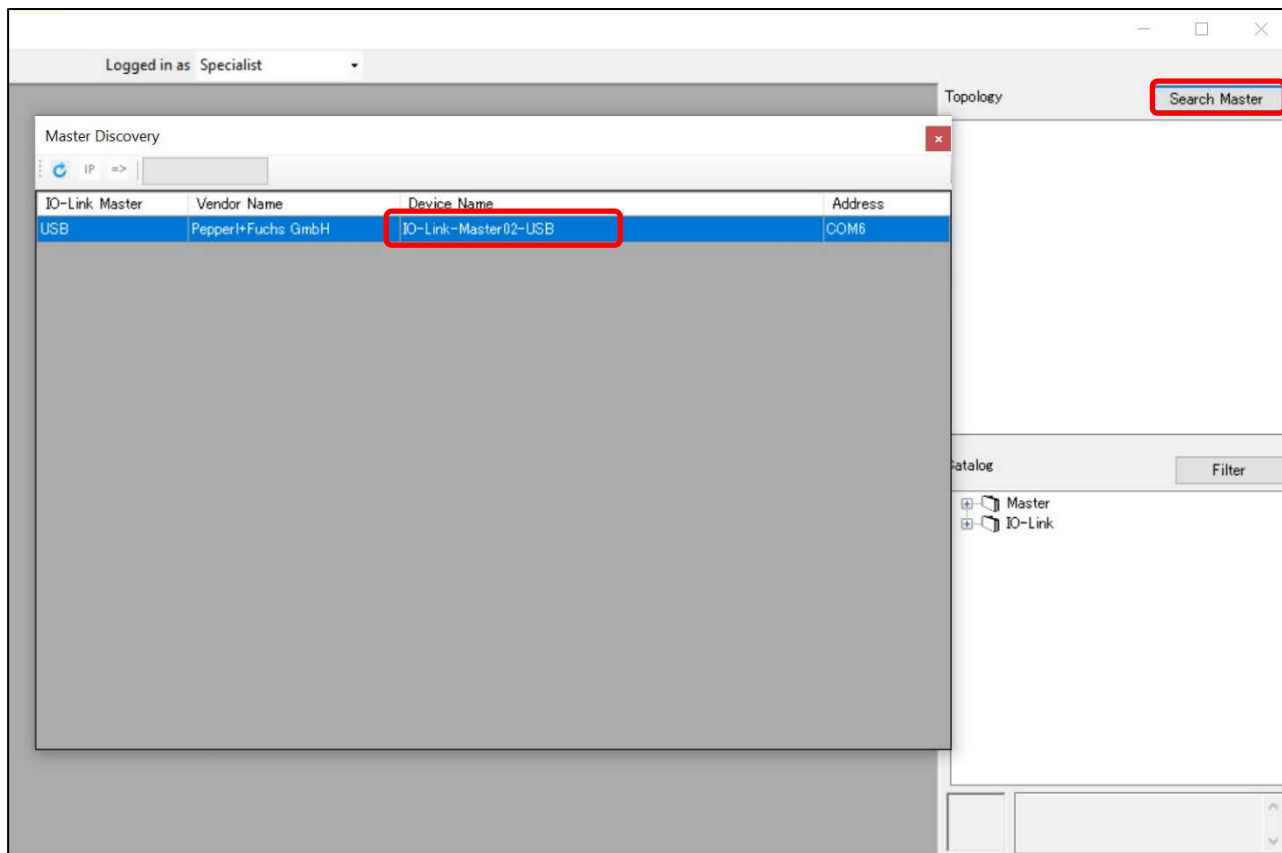 Logged in as Specialist
Topology
Search Master
Master Discovery
IP =>
IO-Link Master Vendor Name Device Name Address
USB Pepperl+Fuchs GmbH IO-Link-Master02-USB COM6
Catalog
Filter
Master
IO-Link